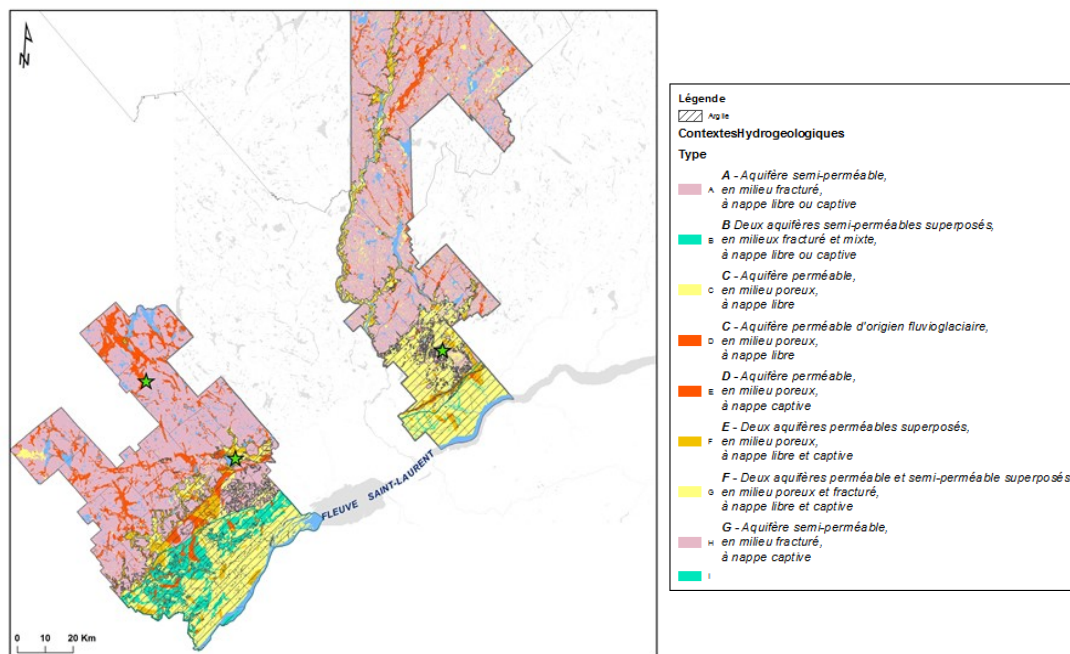 N
FLEUVE SAINT-LAURENT
0 10 20 Km
Légende
Argile
ContextesHydrogeologiques
Type
A - Aquifère semi-perméable,
A en milieu fracturé,
à nappe libre ou captive
B Deux aquifères semi-perméables superposés,
B en milieux fracturé et mixte,
à nappe libre ou captive
C - Aquifère perméable,
C en milieu poreux,
à nappe libre
C - Aquifère perméable d'origien fluvioglaciaire,
D en milieu poreux,
à nappe libre
D - Aquifère perméable,
E en milieu poreux,
à nappe captive
E - Deux aquifères perméables superposés,
F en milieu poreux,
à nappe libre et captive
F - Deux aquifères perméable et semi-perméable superposés
G en milieu poreux et fracturé,
à nappe libre et captive
G - Aquifère semi-perméable,
H en milieu fracturé,
à nappe captive
I